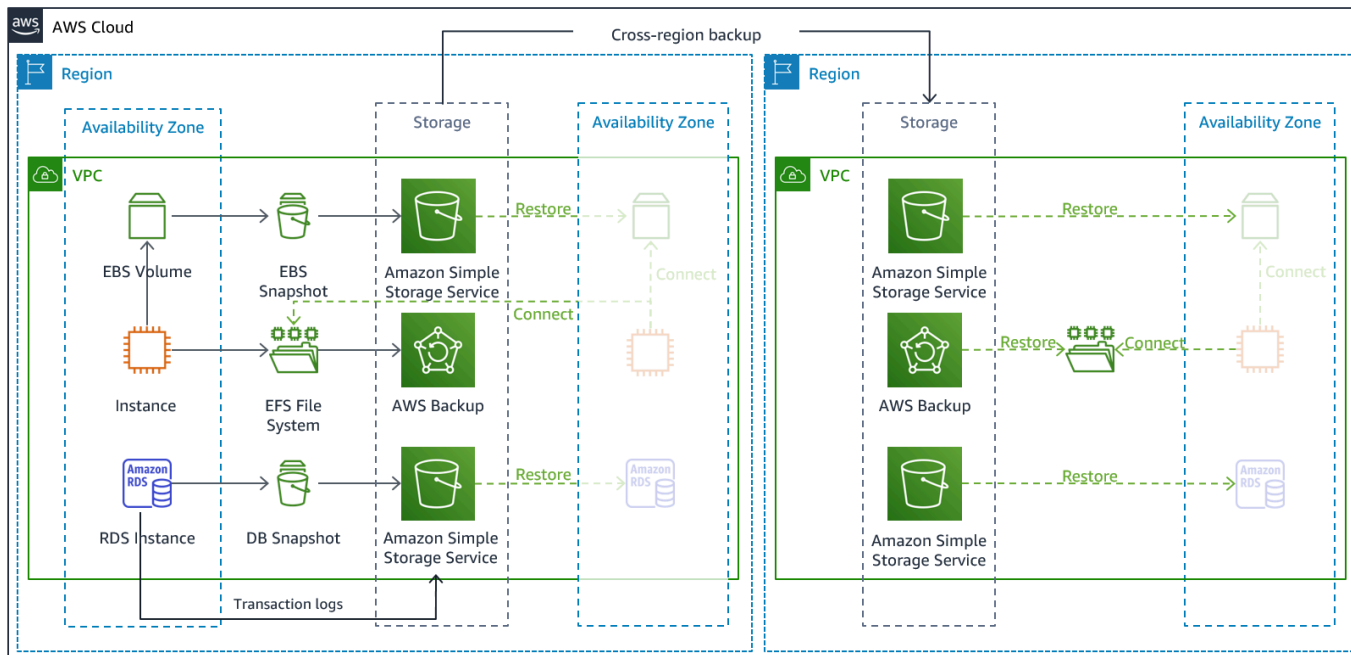 aws
AWS Cloud
Cross-region backup
Region
Availability Zone
Storage
Availability Zone
VPC
EBS Volume
EBS
Snapshot
Amazon Simple
Storage Service
Restore
Connect
Connect
Instance
EFS File
System
AWS Backup
Amazon
RDS
RDS Instance
DB Snapshot
Amazon Simple
Storage Service
Restore
Amazon
RDS
Transaction logs
Region
Storage
Availability Zone
VPC
Amazon Simple
Storage Service
Restore
Connect
AWS Backup
Restore
Connect
Amazon Simple
Storage Service
Restore
Amazon
RDS